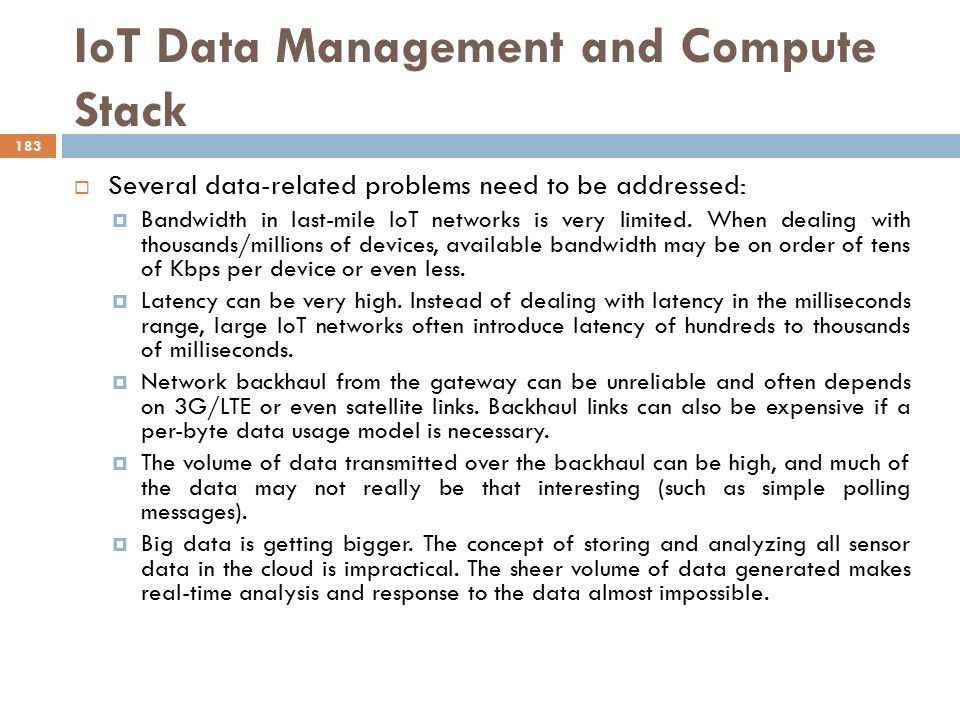 IoT Data Management and Compute
Stack
183
Several data-related problems need to be addressed:
Bandwidth in last-mile IoT networks is very limited. When dealing with
thousands/millions of devices, available bandwidth may be on order of tens
of Kbps per device or even less.
Latency can be very high. Instead of dealing with latency in the milliseconds
range, large IoT networks often introduce latency of hundreds to thousands
of milliseconds.
Network backhaul from the gateway can be unreliable and often depends
on 3G/LTE or even satellite links. Backhaul links can also be expensive if a
per-byte data usage model is necessary.
The volume of data transmitted over the backhaul can be high, and much of
the data may not really be that interesting (such as simple polling
messages).
Big data is getting bigger. The concept of storing and analyzing all sensor
data in the cloud is impractical. The sheer volume of data generated makes
real-time analysis and response to the data almost impossible.